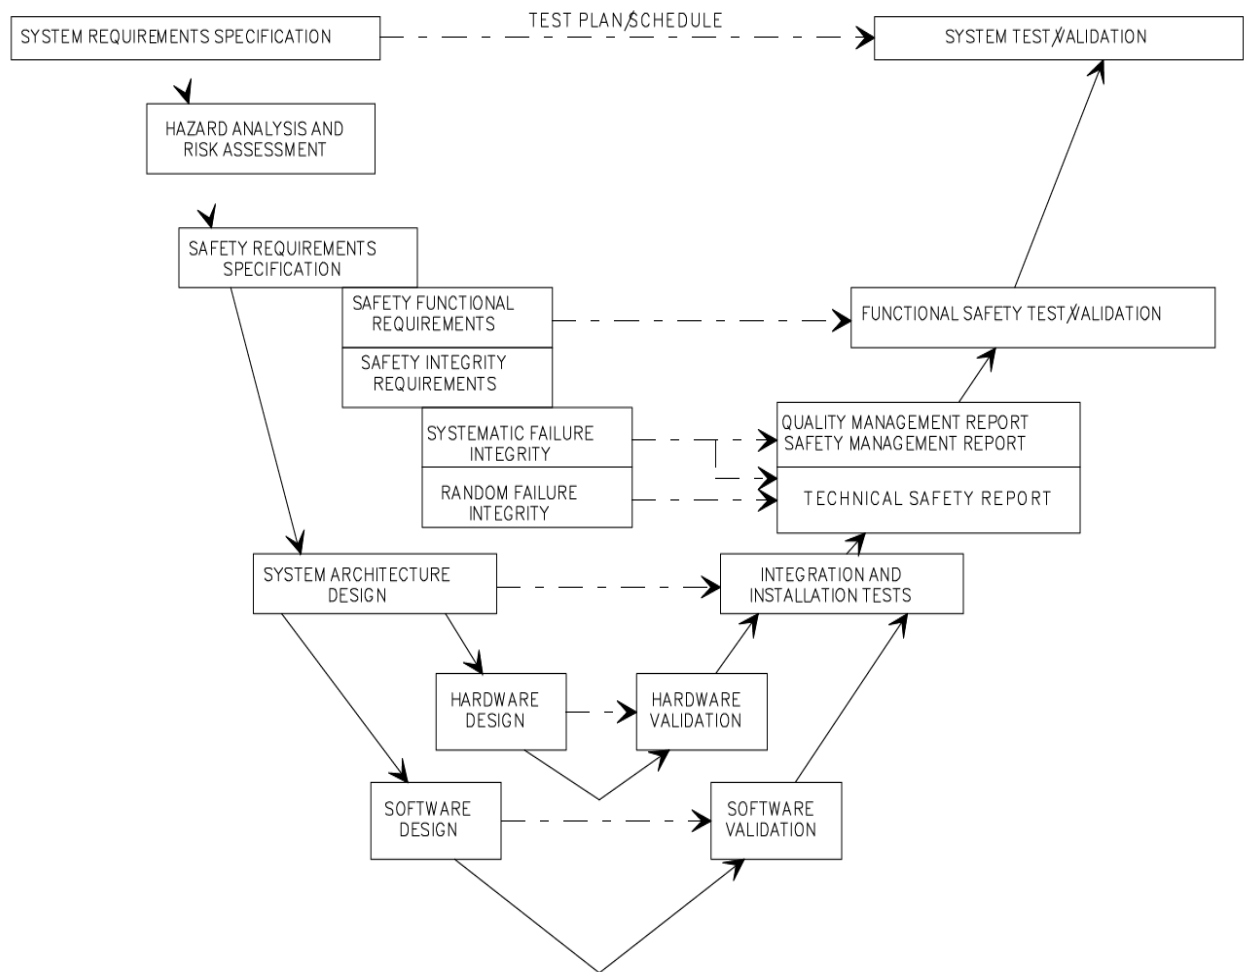 TEST PLAN/SCHEDULE
SYSTEM REQUIREMENTS SPECIFICATION
SYSTEM TEST/VALIDATION
HAZARD ANALYSIS AND
RISK ASSESSMENT
SAFETY REQUIREMENTS
SPECIFICATION
SAFETY FUNCTIONAL
REQUIREMENTS
FUNCTIONAL SAFETY TEST/VALIDATION
SAFETY INTEGRITY
REQUIREMENTS
SYSTEMATIC FAILURE
INTEGRITY
QUALITY MANAGEMENT REPORT
SAFETY MANAGEMENT REPORT
RANDOM FAILURE
INTEGRITY
TECHNICAL SAFETY REPORT
SYSTEM ARCHITECTURE
DESIGN
INTEGRATION AND
INSTALLATION TESTS
HARDWARE
DESIGN
HARDWARE
VALIDATION
SOFTWARE
DESIGN
SOFTWARE
VALIDATION